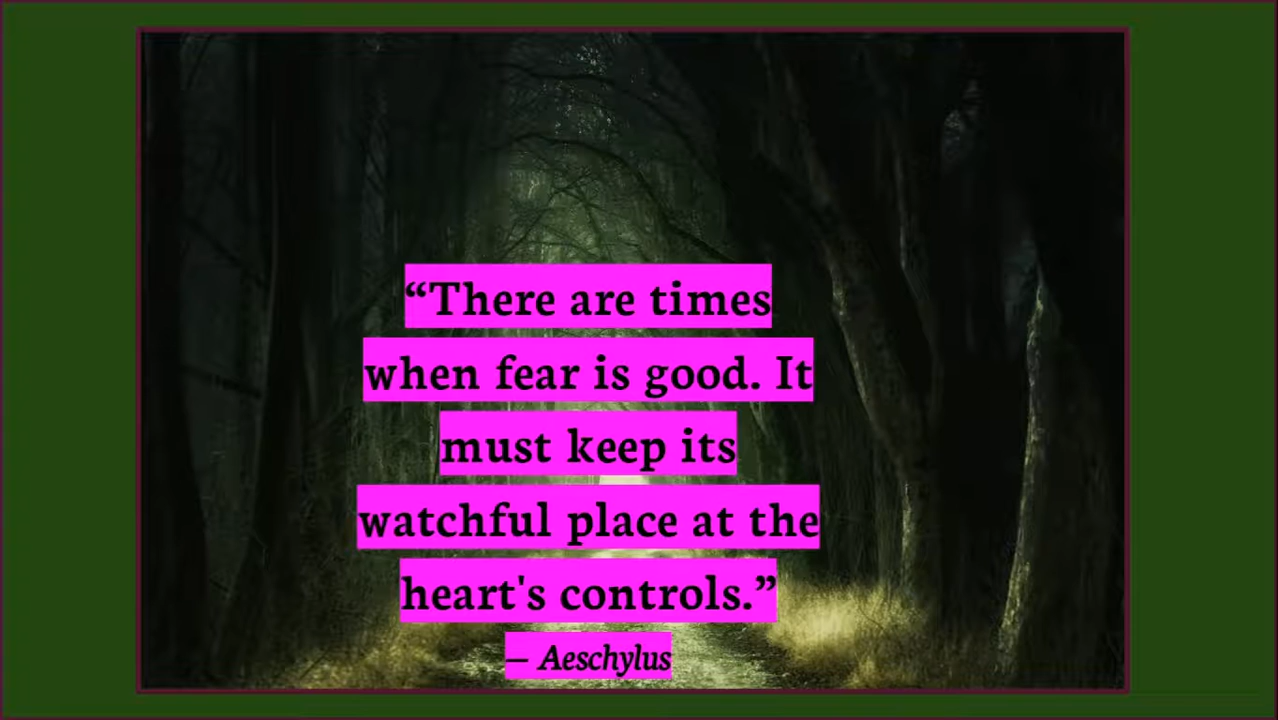 “There are times
when fear is good. It
must keep its
watchful place at the
heart's controls.”
– Aeschylus